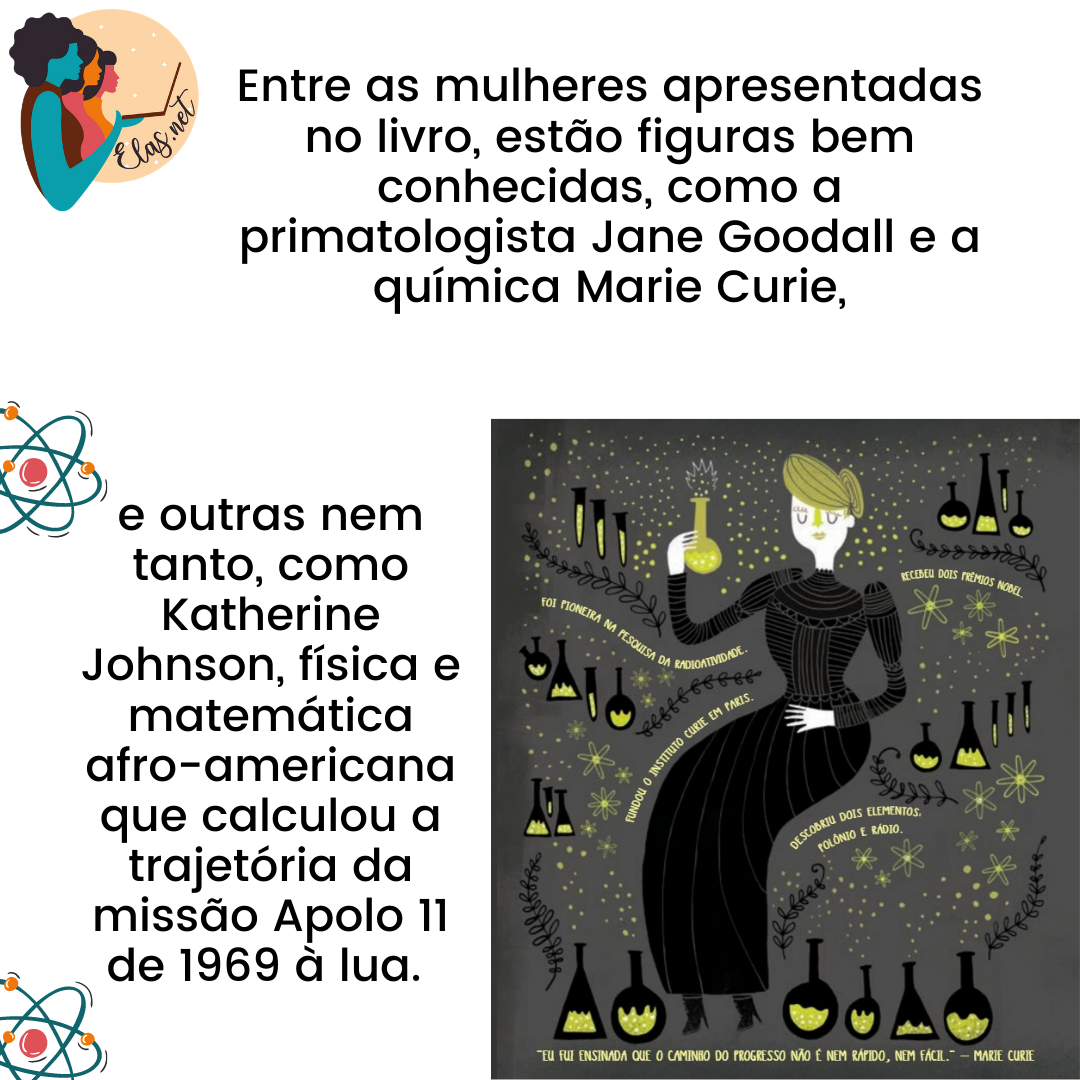 Elas.net
Entre as mulheres apresentadas
no livro, estão figuras bem
conhecidas, como a
primatologista Jane Goodall e a
química Marie Curie,
e outras nem
tanto, como
Katherine
Johnson, física e
matemática
afro-americana
que calculou a
trajetória da
missão Apolo 11
de 1969 à lua.
RECEBEU DOIS PRÊMIOS NOBEL.
FOI PIONEIRA NA PESQUISA DA RADIOATIVIDADE.
FUNDOU O INSTITUTO CURIE EM PARIS.
DESCOBRIU DOIS ELEMENTOS,
POLÔNIO E RÁDIO.
"EU FUI ENSINADA QUE O CAMINHO DO PROGRESSO NÃO É NEM RÁPIDO, NEM FÁCIL." — MARIE CURIE